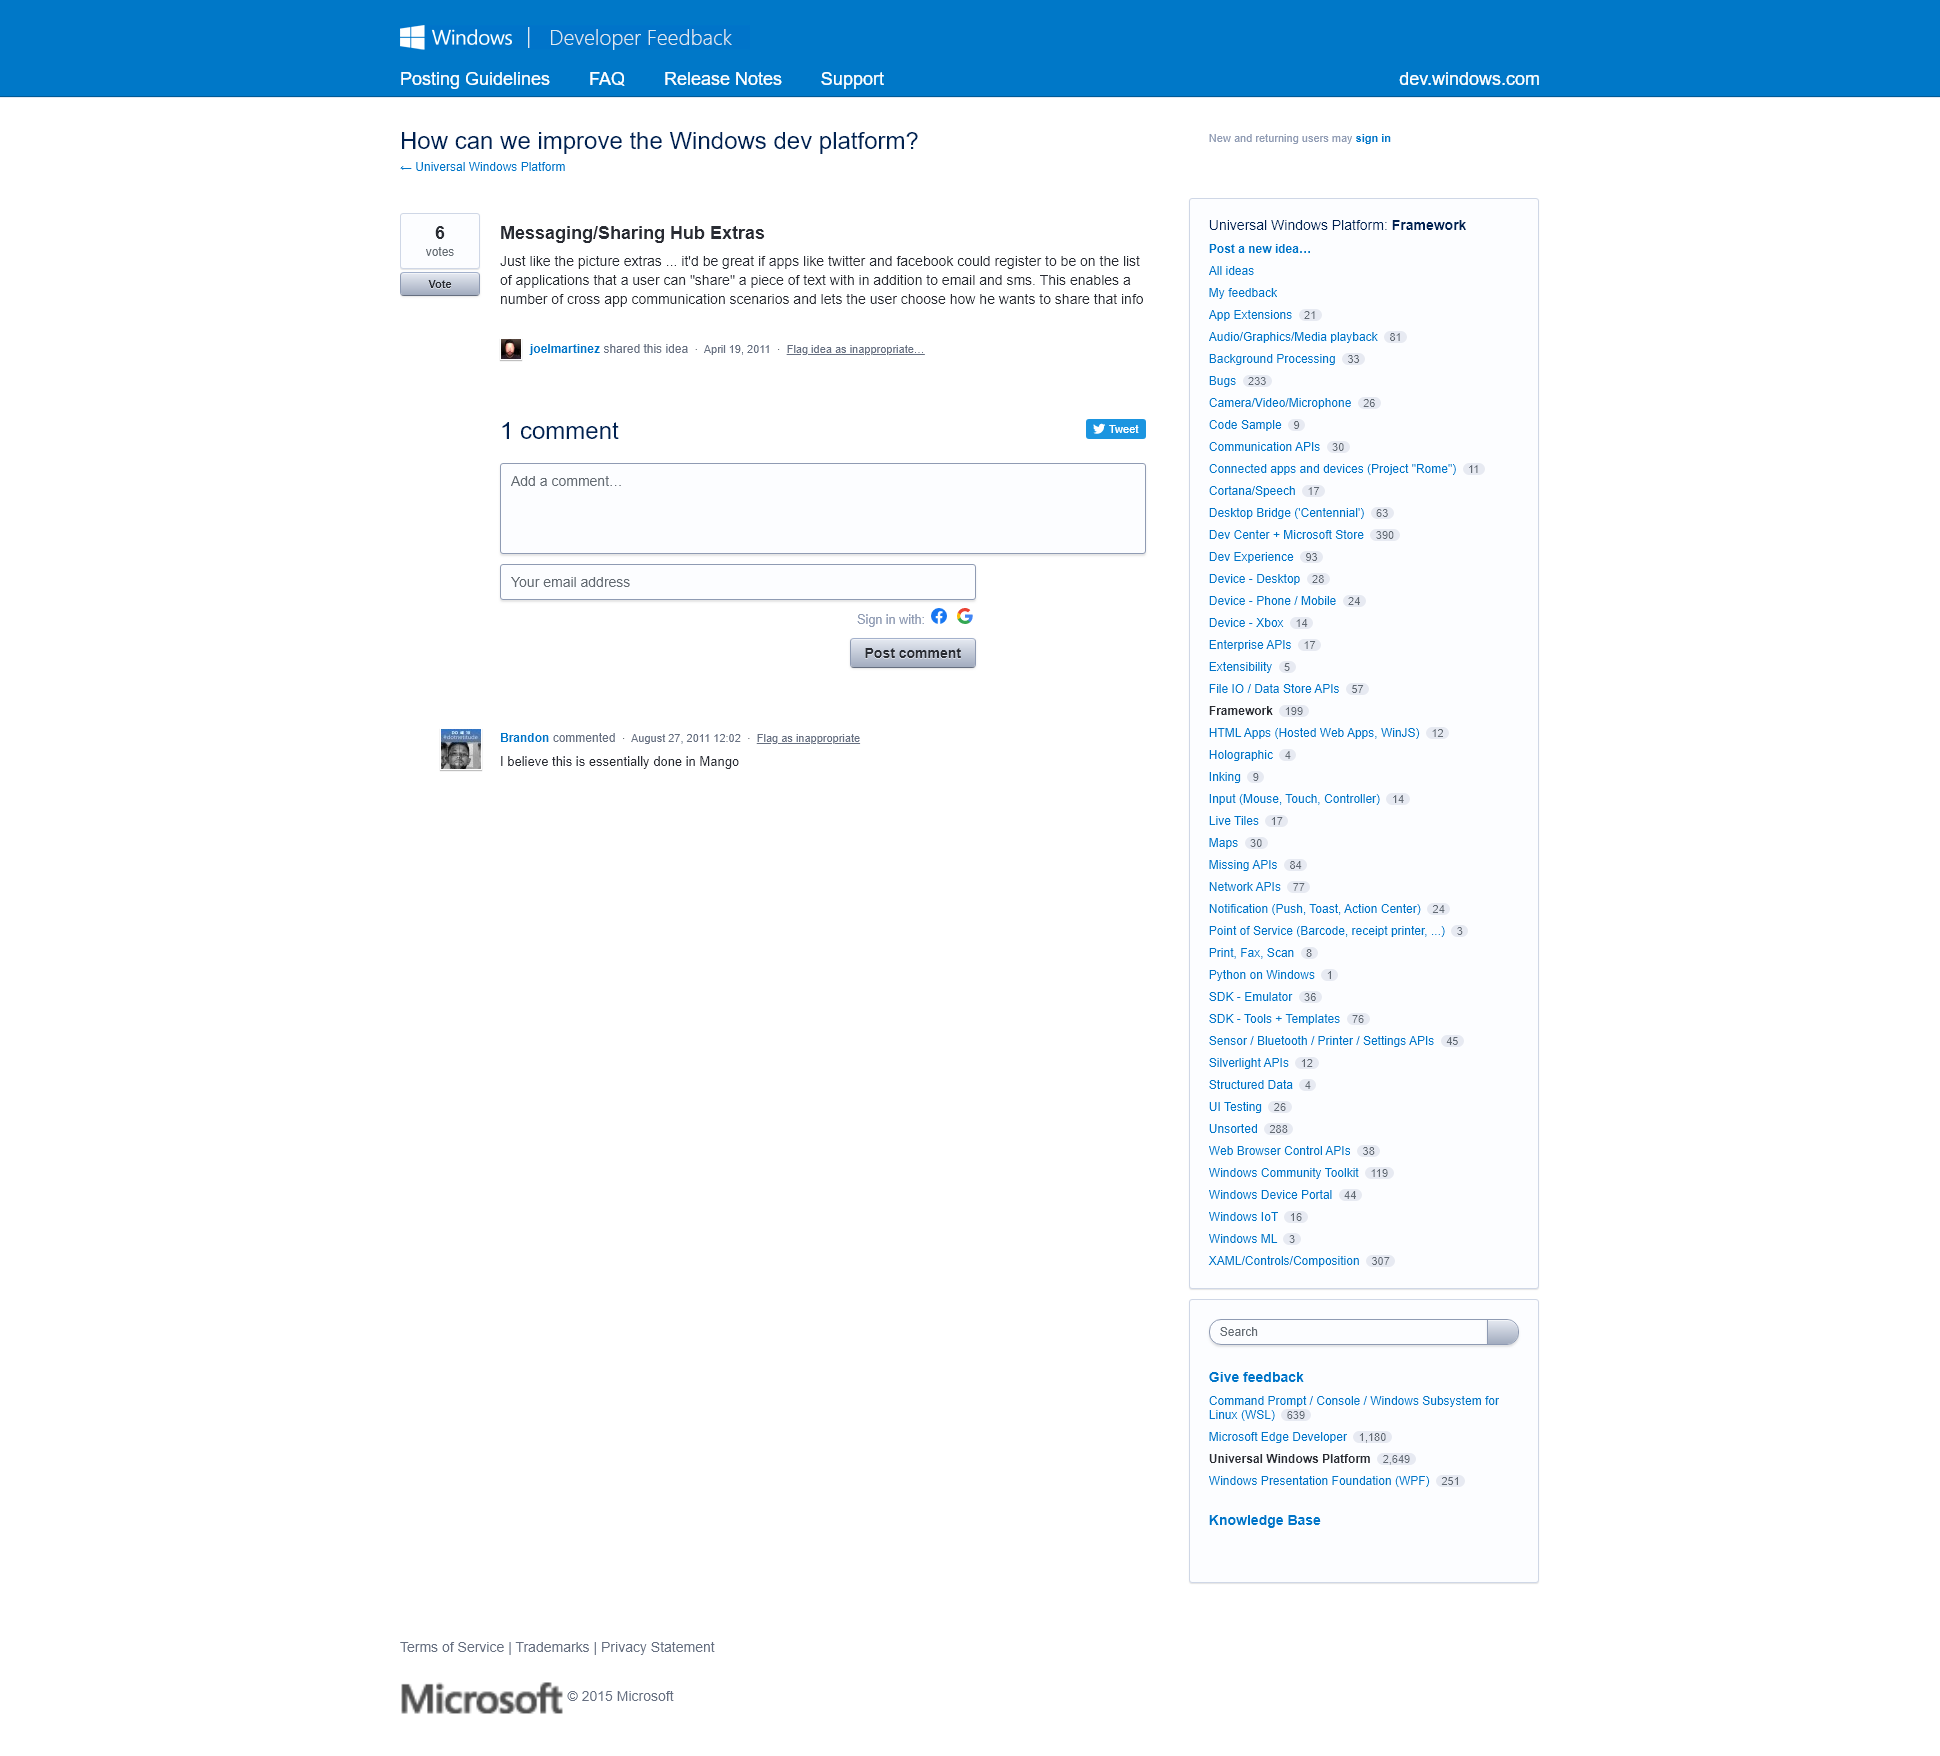 Windows | Developer Feedback
Posting Guidelines FAQ Release Notes Support dev.windows.com
How can we improve the Windows dev platform?
← Universal Windows Platform
New and returning users may sign in
6
votes
Vote
Messaging/Sharing Hub Extras
Just like the picture extras ... it'd be great if apps like twitter and facebook could register to be on the list
of applications that a user can "share" a piece of text with in addition to email and sms. This enables a
number of cross app communication scenarios and lets the user choose how he wants to share that info
joelmartinez shared this idea · April 19, 2011 · Flag idea as inappropriate…
1 comment
Tweet
Add a comment…
Your email address
Sign in with:
Post comment
Brandon commented · August 27, 2011 12:02 · Flag as inappropriate
I believe this is essentially done in Mango
Universal Windows Platform: Framework
Post a new idea…
All ideas
My feedback
App Extensions 21
Audio/Graphics/Media playback 81
Background Processing 33
Bugs 233
Camera/Video/Microphone 26
Code Sample 9
Communication APIs 30
Connected apps and devices (Project "Rome") 11
Cortana/Speech 17
Desktop Bridge ('Centennial') 63
Dev Center + Microsoft Store 390
Dev Experience 93
Device - Desktop 28
Device - Phone / Mobile 24
Device - Xbox 14
Enterprise APIs 17
Extensibility 5
File IO / Data Store APIs 57
Framework 199
HTML Apps (Hosted Web Apps, WinJS) 12
Holographic 4
Inking 9
Input (Mouse, Touch, Controller) 14
Live Tiles 17
Maps 30
Missing APIs 84
Network APIs 77
Notification (Push, Toast, Action Center) 24
Point of Service (Barcode, receipt printer, ...) 3
Print, Fax, Scan 8
Python on Windows 1
SDK - Emulator 36
SDK - Tools + Templates 76
Sensor / Bluetooth / Printer / Settings APIs 45
Silverlight APIs 12
Structured Data 4
UI Testing 26
Unsorted 288
Web Browser Control APIs 38
Windows Community Toolkit 119
Windows Device Portal 44
Windows IoT 16
Windows ML 3
XAML/Controls/Composition 307
Search
Give feedback
Command Prompt / Console / Windows Subsystem for
Linux (WSL) 639
Microsoft Edge Developer 1,180
Universal Windows Platform 2,649
Windows Presentation Foundation (WPF) 251
Knowledge Base
Terms of Service | Trademarks | Privacy Statement
Microsoft © 2015 Microsoft